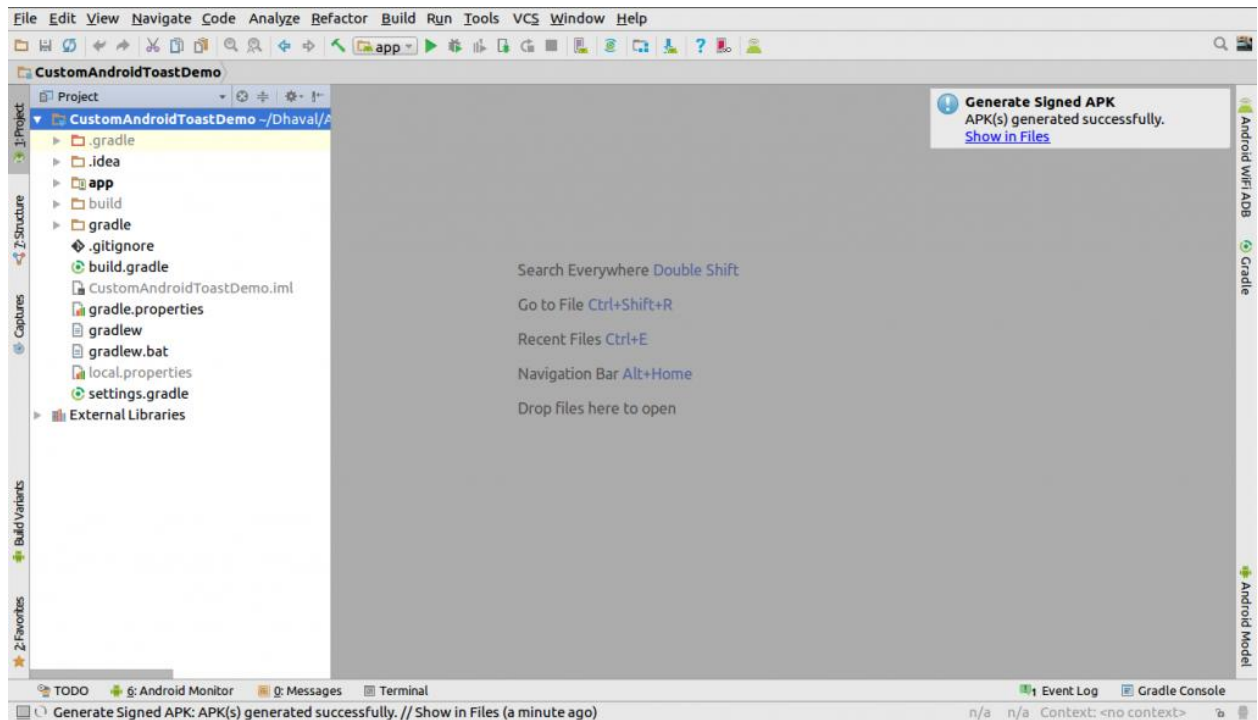 File Edit View Navigate Code Analyze Refactor Build Run Tools VCS Window Help
app
CustomAndroidToastDemo
Project
CustomAndroidToastDemo ~/Dhaval/A
.gradle
.idea
app
build
gradle
.gitignore
build.gradle
CustomAndroidToastDemo.iml
gradle.properties
gradlew
gradlew.bat
local.properties
settings.gradle
External Libraries
1: Project
7: Structure
Captures
Build Variants
2: Favorites
Search Everywhere Double Shift
Go to File Ctrl+Shift+R
Recent Files Ctrl+E
Navigation Bar Alt+Home
Drop files here to open
Generate Signed APK
APK(s) generated successfully.
Show in Files
Android WiFi ADB
Gradle
Android Model
TODO 6: Android Monitor 0: Messages Terminal 1 Event Log Gradle Console
Generate Signed APK: APK(s) generated successfully. // Show in Files (a minute ago) n/a n/a Context: <no context>